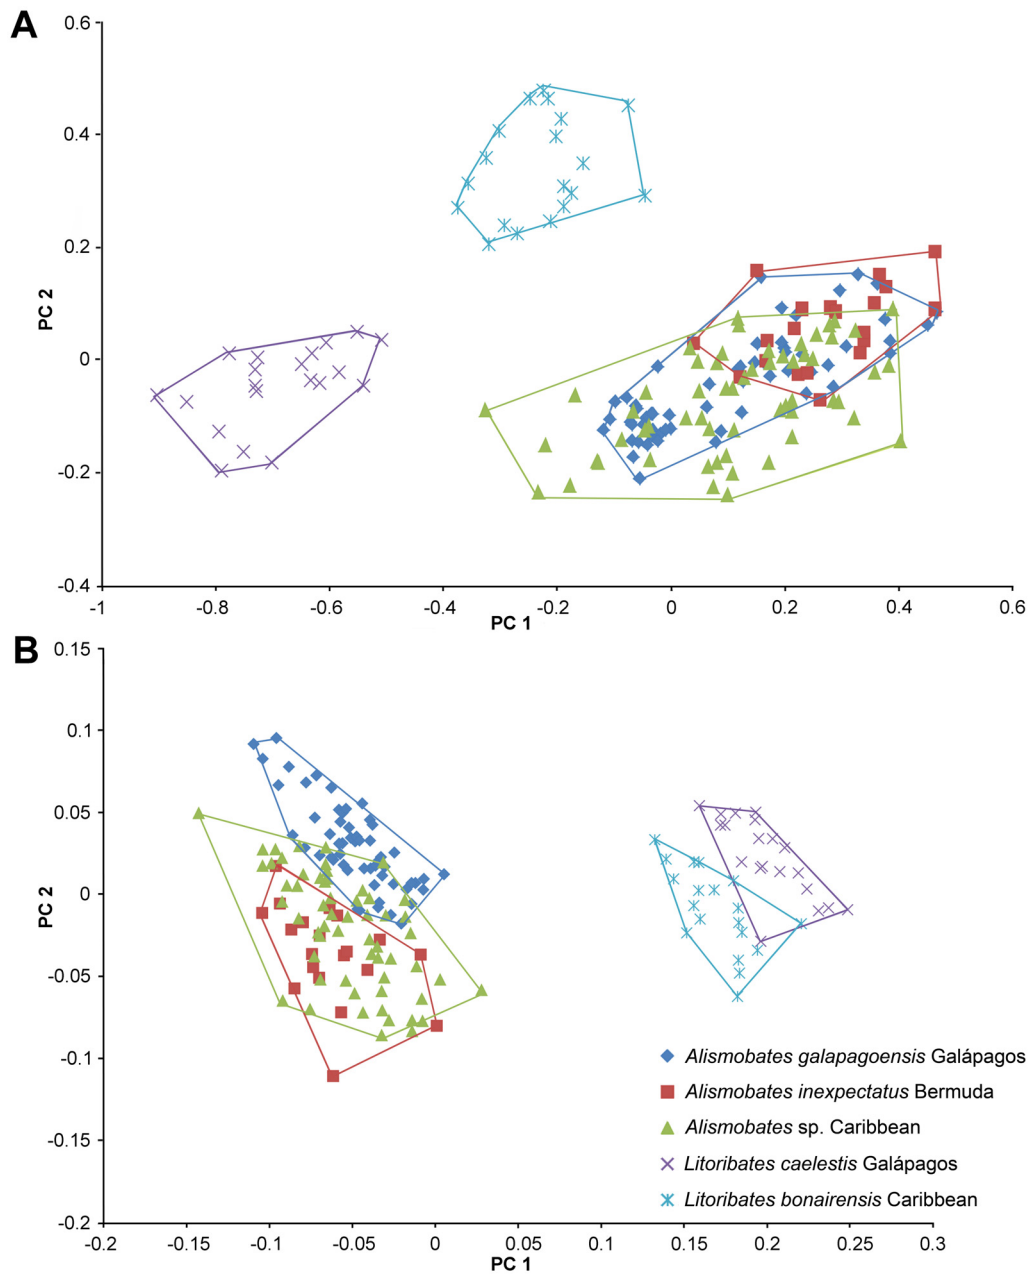 A
0.6
0.4
0.2
0
-0.2
-0.4
PC 2
-1 -0.8 -0.6 -0.4 -0.2 0 0.2 0.4 0.6
PC 1
B
0.15
0.1
0.05
0
-0.05
-0.1
-0.15
-0.2
PC 2
Alismobates galapagoensis Galápagos
Alismobates inexpectatus Bermuda
Alismobates sp. Caribbean
Litoribates caelestis Galápagos
Litoribates bonairensis Caribbean
-0.2 -0.15 -0.1 -0.05 0 0.05 0.1 0.15 0.2 0.25 0.3
PC 1